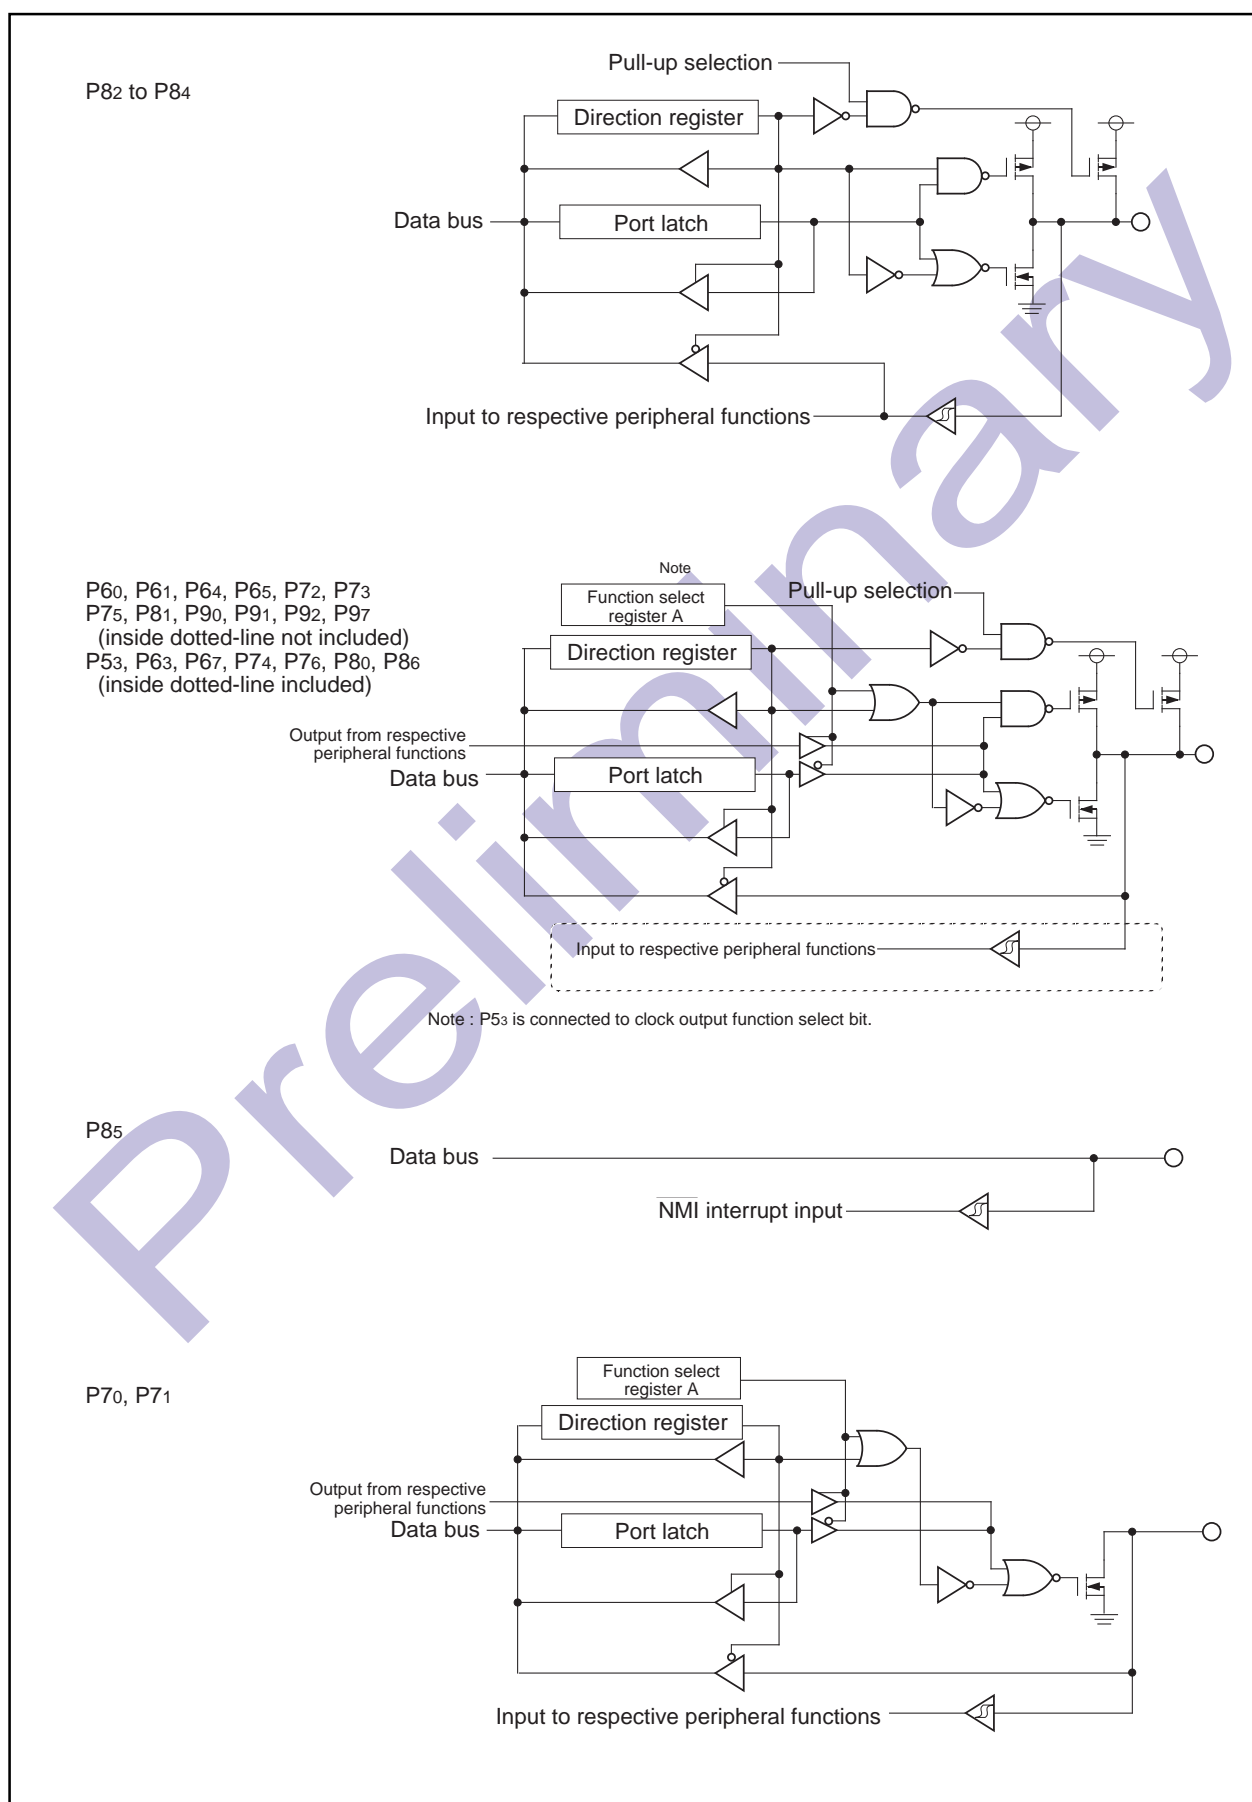 P82 to P84
Pull-up selection
Direction register
Data bus
Port latch
Input to respective peripheral functions
P60, P61, P64, P65, P72, P73
P75, P81, P90, P91, P92, P97
(inside dotted-line not included)
P53, P63, P67, P74, P76, P80, P86
(inside dotted-line included)
Note
Function select
register A
Pull-up selection
Direction register
Output from respective
peripheral functions
Data bus
Port latch
Input to respective peripheral functions
Note : P53 is connected to clock output function select bit.
P85
Data bus
NMI interrupt input
P70, P71
Function select
register A
Direction register
Output from respective
peripheral functions
Data bus
Port latch
Input to respective peripheral functions
Preliminary